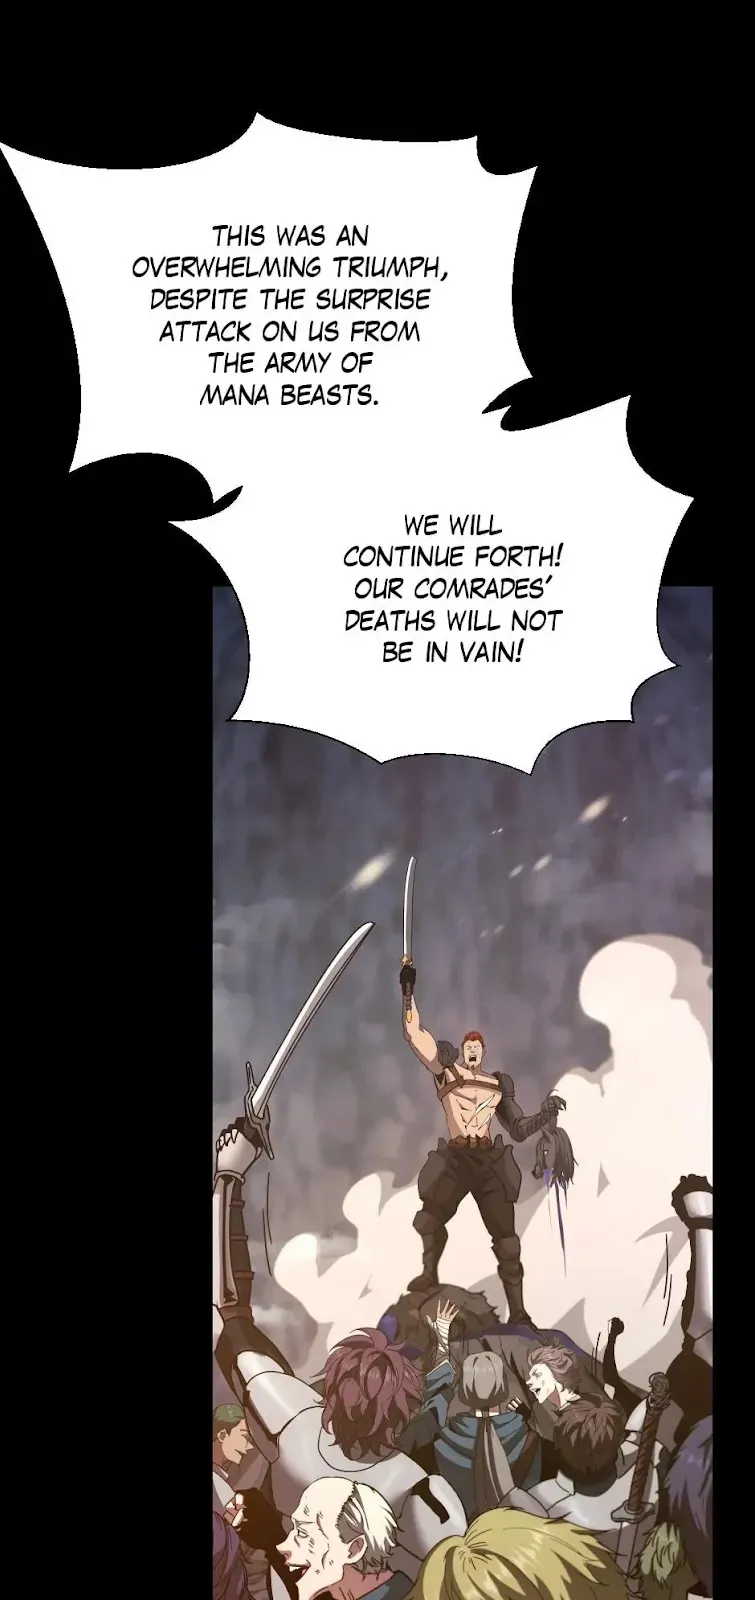 THIS WAS AN
OVERWHELMING TRIUMPH,
DESPITE THE SURPRISE
ATTACK ON US FROM
THE ARMY OF
MANA BEASTS.
WE WILL
CONTINUE FORTH!
OUR COMRADES'
DEATHS WILL NOT
BE IN VAIN!